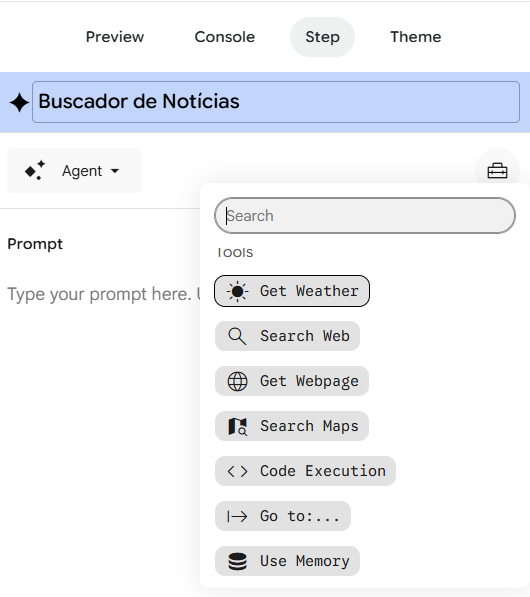 Preview Console Step Theme
Buscador de Notícias
Agent
Search
Tools
Prompt
Type your prompt here.
Get Weather
Search Web
Get Webpage
Search Maps
Code Execution
Go to:...
Use Memory